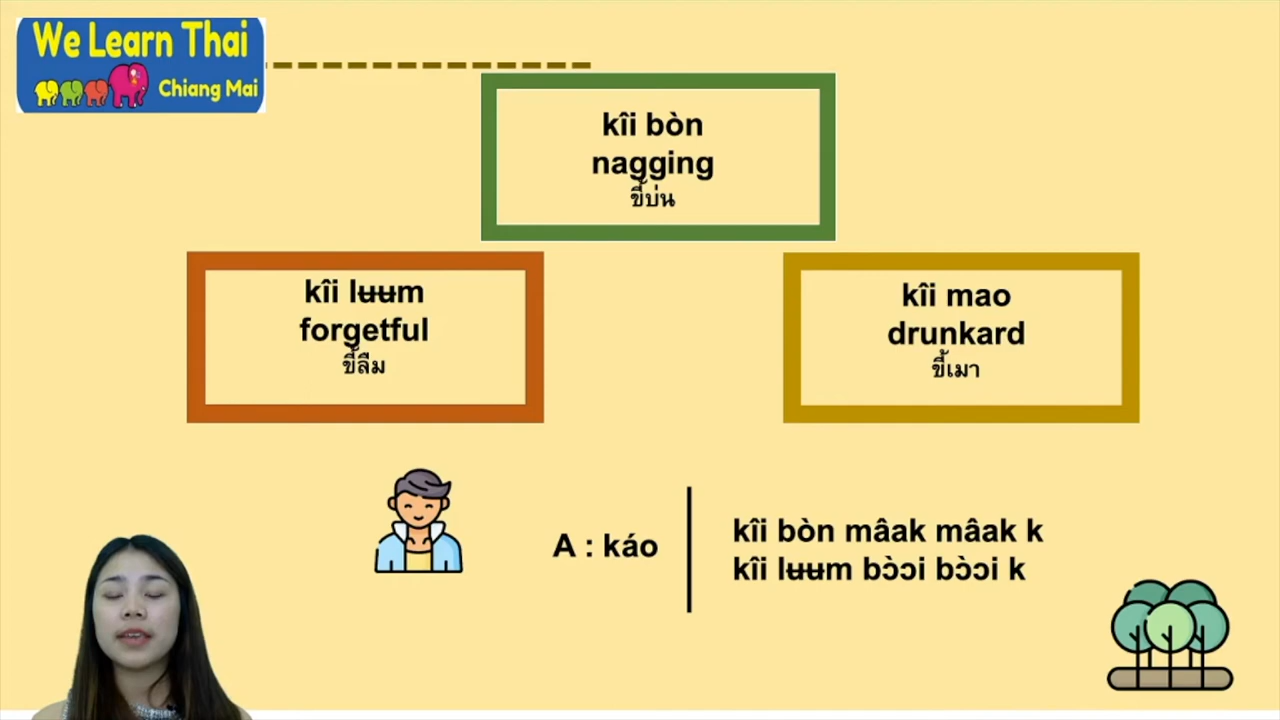 We Learn Thai
Chiang Mai
kîi bòn
nagging
ขี้บ่น
kîi lʉʉm
forgetful
ขี้ลืม
kîi mao
drunkard
ขี้เมา
A : káo
kîi bòn mâak mâak k
kîi lʉʉm bɔ̀ɔi bɔ̀ɔi k